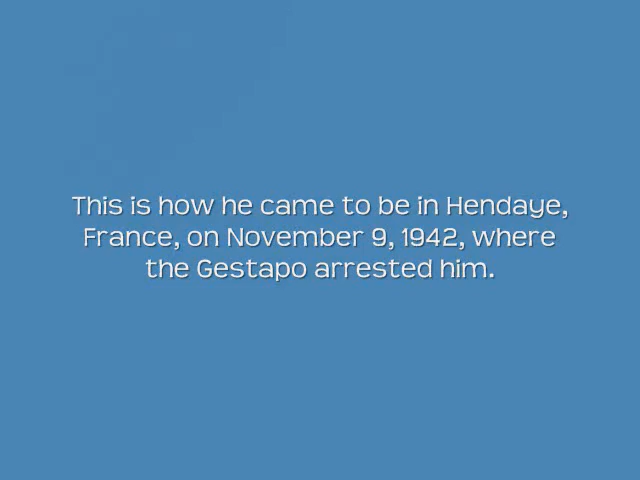 This is how he came to be in Hendaye,
France, on November 9, 1942, where
the Gestapo arrested him.